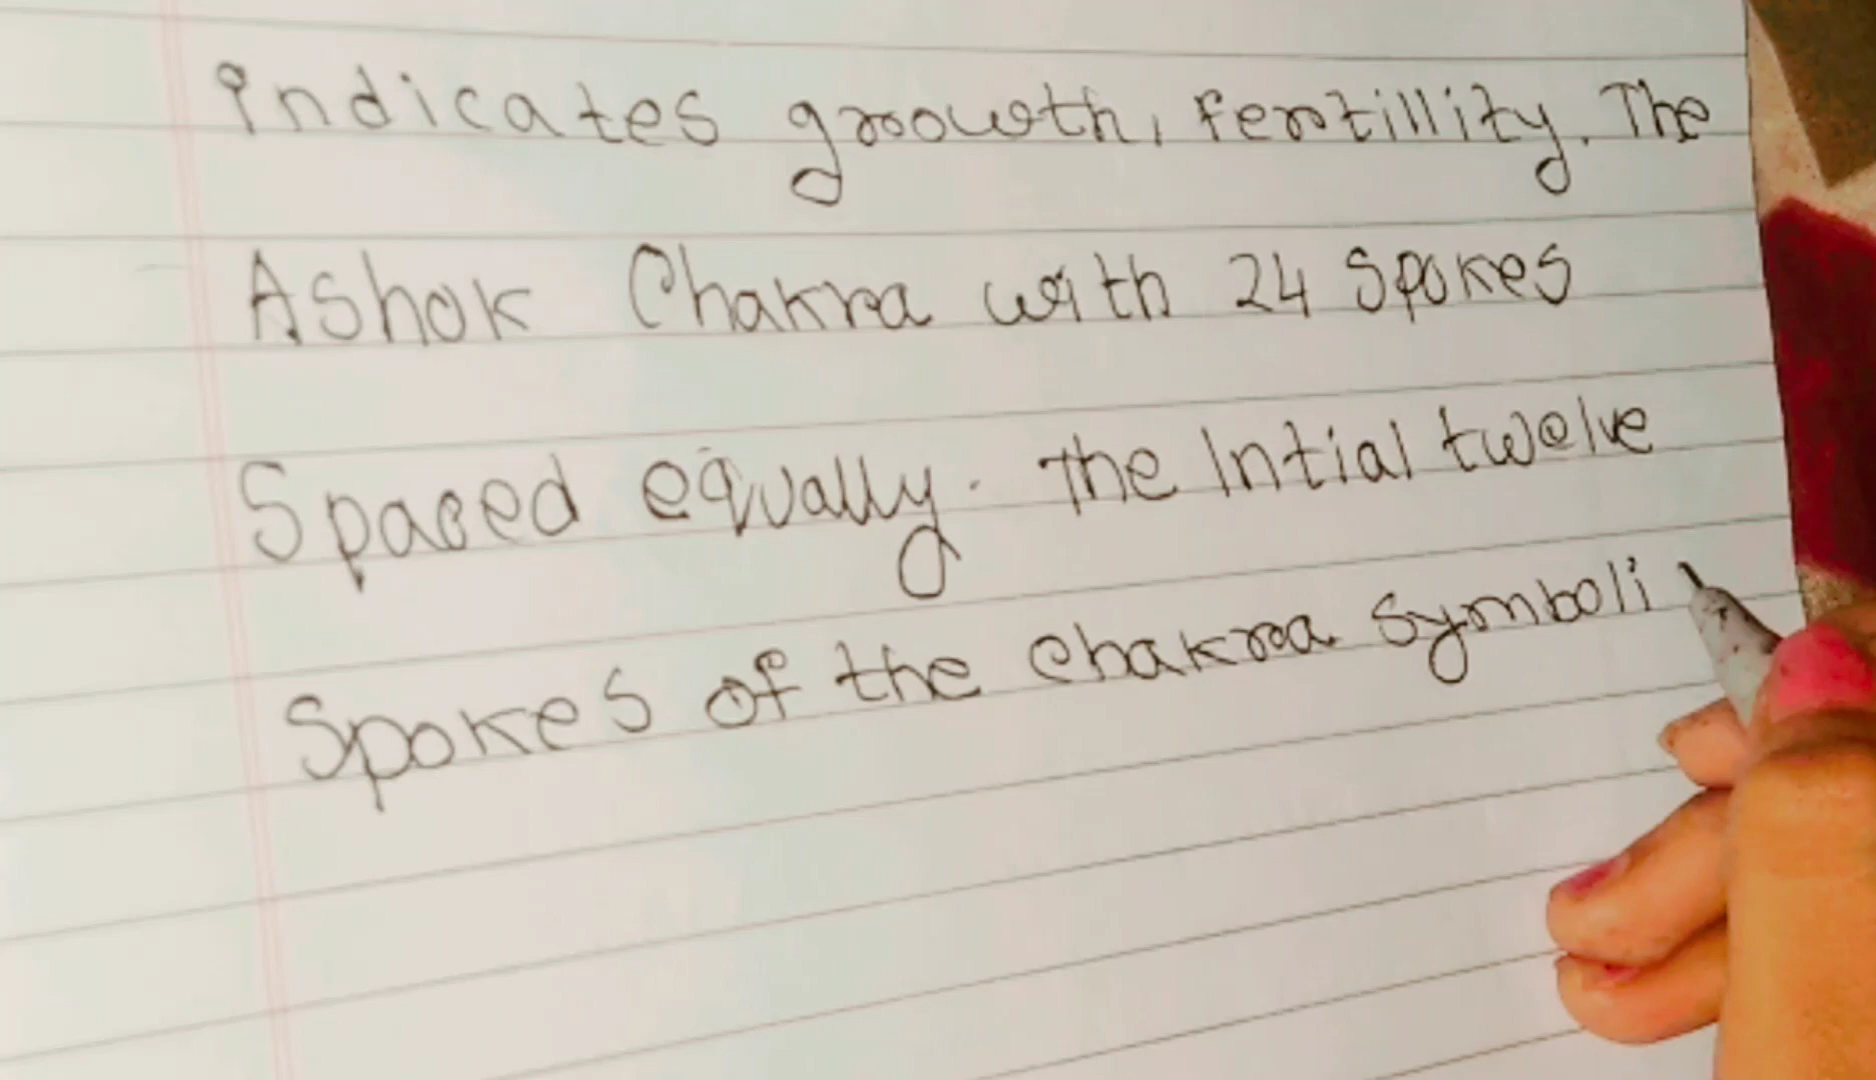 indicates growth, fertillity. The
Ashok Chakra with 24 Spokes
Spaced equally. The Intial twelve
Spokes of the chakra symboli